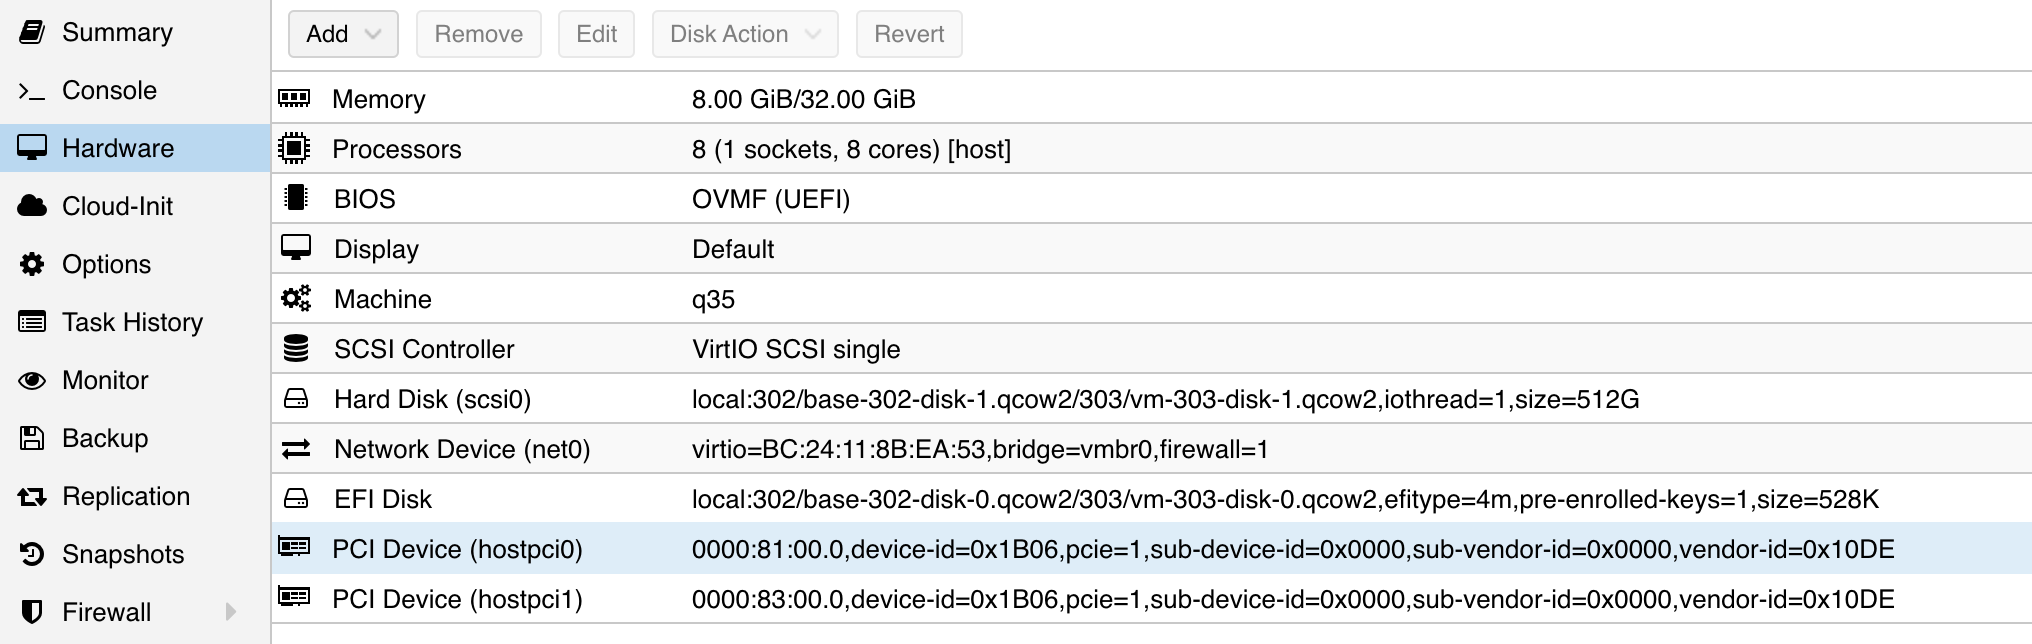 Summary
Console
Hardware
Cloud-Init
Options
Task History
Monitor
Backup
Replication
Snapshots
Firewall
Add Remove Edit Disk Action Revert
Memory 8.00 GiB/32.00 GiB
Processors 8 (1 sockets, 8 cores) [host]
BIOS OVMF (UEFI)
Display Default
Machine q35
SCSI Controller VirtIO SCSI single
Hard Disk (scsi0) local:302/base-302-disk-1.qcow2/303/vm-303-disk-1.qcow2,iothread=1,size=512G
Network Device (net0) virtio=BC:24:11:8B:EA:53,bridge=vmbr0,firewall=1
EFI Disk local:302/base-302-disk-0.qcow2/303/vm-303-disk-0.qcow2,efitype=4m,pre-enrolled-keys=1,size=528K
PCI Device (hostpci0) 0000:81:00.0,device-id=0x1B06,pcie=1,sub-device-id=0x0000,sub-vendor-id=0x0000,vendor-id=0x10DE
PCI Device (hostpci1) 0000:83:00.0,device-id=0x1B06,pcie=1,sub-device-id=0x0000,sub-vendor-id=0x0000,vendor-id=0x10DE